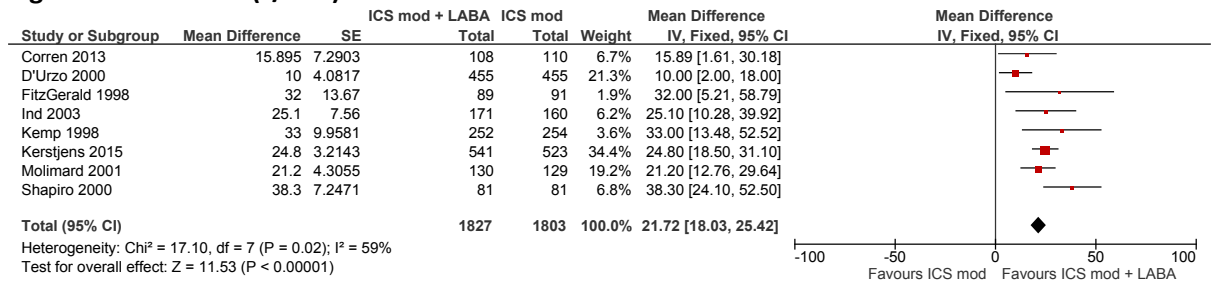 ICS mod + LABA ICS mod Mean Difference Mean Difference
Study or Subgroup Mean Difference SE Total Total Weight IV, Fixed, 95% CI IV, Fixed, 95% CI
Corren 2013 15.895 7.2903 108 110 6.7% 15.89 [1.61, 30.18]
D'Urzo 2000 10 4.0817 455 455 21.3% 10.00 [2.00, 18.00]
FitzGerald 1998 32 13.67 89 91 1.9% 32.00 [5.21, 58.79]
Ind 2003 25.1 7.56 171 160 6.2% 25.10 [10.28, 39.92]
Kemp 1998 33 9.9581 252 254 3.6% 33.00 [13.48, 52.52]
Kerstjens 2015 24.8 3.2143 541 523 34.4% 24.80 [18.50, 31.10]
Molimard 2001 21.2 4.3055 130 129 19.2% 21.20 [12.76, 29.64]
Shapiro 2000 38.3 7.2471 81 81 6.8% 38.30 [24.10, 52.50]
Total (95% CI) 1827 1803 100.0% 21.72 [18.03, 25.42]
Heterogeneity: Chi² = 17.10, df = 7 (P = 0.02); I² = 59%
Test for overall effect: Z = 11.53 (P < 0.00001)
-100 -50 0 50 100
Favours ICS mod Favours ICS mod + LABA